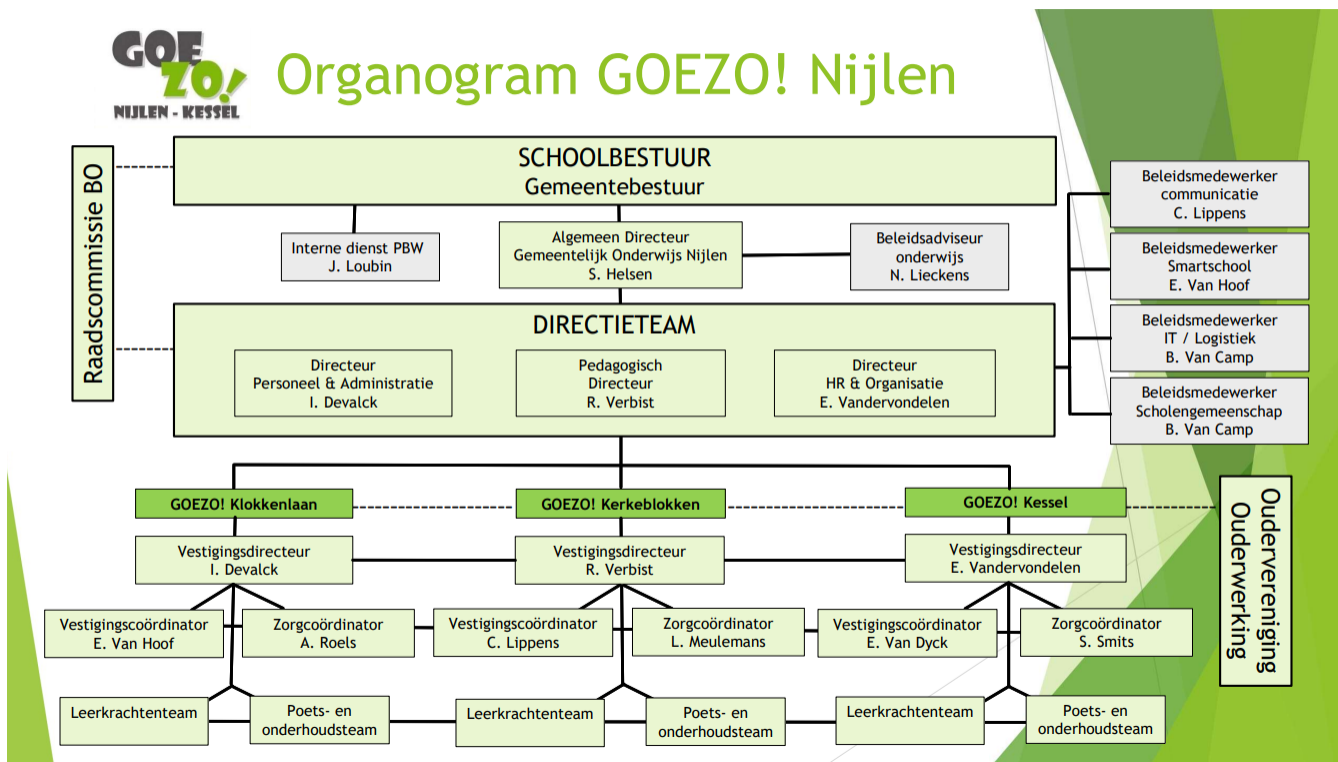 GOE
ZO!
NIJLEN - KESSEL
Organogram GOEZO! Nijlen
Raadscommissie BO
SCHOOLBESTUUR
Gemeentebestuur
Interne dienst PBW
J. Loubin
Algemeen Directeur
Gemeentelijk Onderwijs Nijlen
S. Helsen
Beleidsadviseur
onderwijs
N. Lieckens
Beleidsmedewerker
communicatie
C. Lippens
Beleidsmedewerker
Smartschool
E. Van Hoof
Beleidsmedewerker
IT / Logistiek
B. Van Camp
Beleidsmedewerker
Scholengemeenschap
B. Van Camp
DIRECTIETEAM
Directeur
Personeel & Administratie
I. Devalck
Pedagogisch
Directeur
R. Verbist
Directeur
HR & Organisatie
E. Vandervondelen
GOEZO! Klokkenlaan
GOEZO! Kerkeblokken
GOEZO! Kessel
Oudervereniging
Ouderwerking
Vestigingsdirecteur
I. Devalck
Vestigingsdirecteur
R. Verbist
Vestigingsdirecteur
E. Vandervondelen
Vestigingscoördinator
E. Van Hoof
Zorgcoördinator
A. Roels
Vestigingscoördinator
C. Lippens
Zorgcoördinator
L. Meulemans
Vestigingscoördinator
E. Van Dyck
Zorgcoördinator
S. Smits
Leerkrachtenteam
Poets- en
onderhoudsteam
Leerkrachtenteam
Poets- en
onderhoudsteam
Leerkrachtenteam
Poets- en
onderhoudsteam